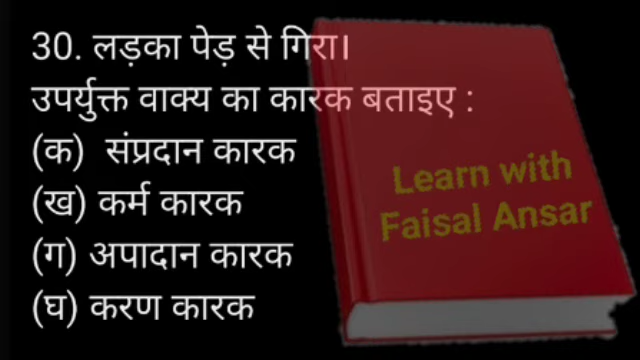 30. लड़का पेड़ से गिरा।
उपर्युक्त वाक्य का कारक बताइए :
(क) संप्रदान कारक
(ख) कर्म कारक
(ग) अपादान कारक
(घ) करण कारक
Learn with
Faisal Ansar